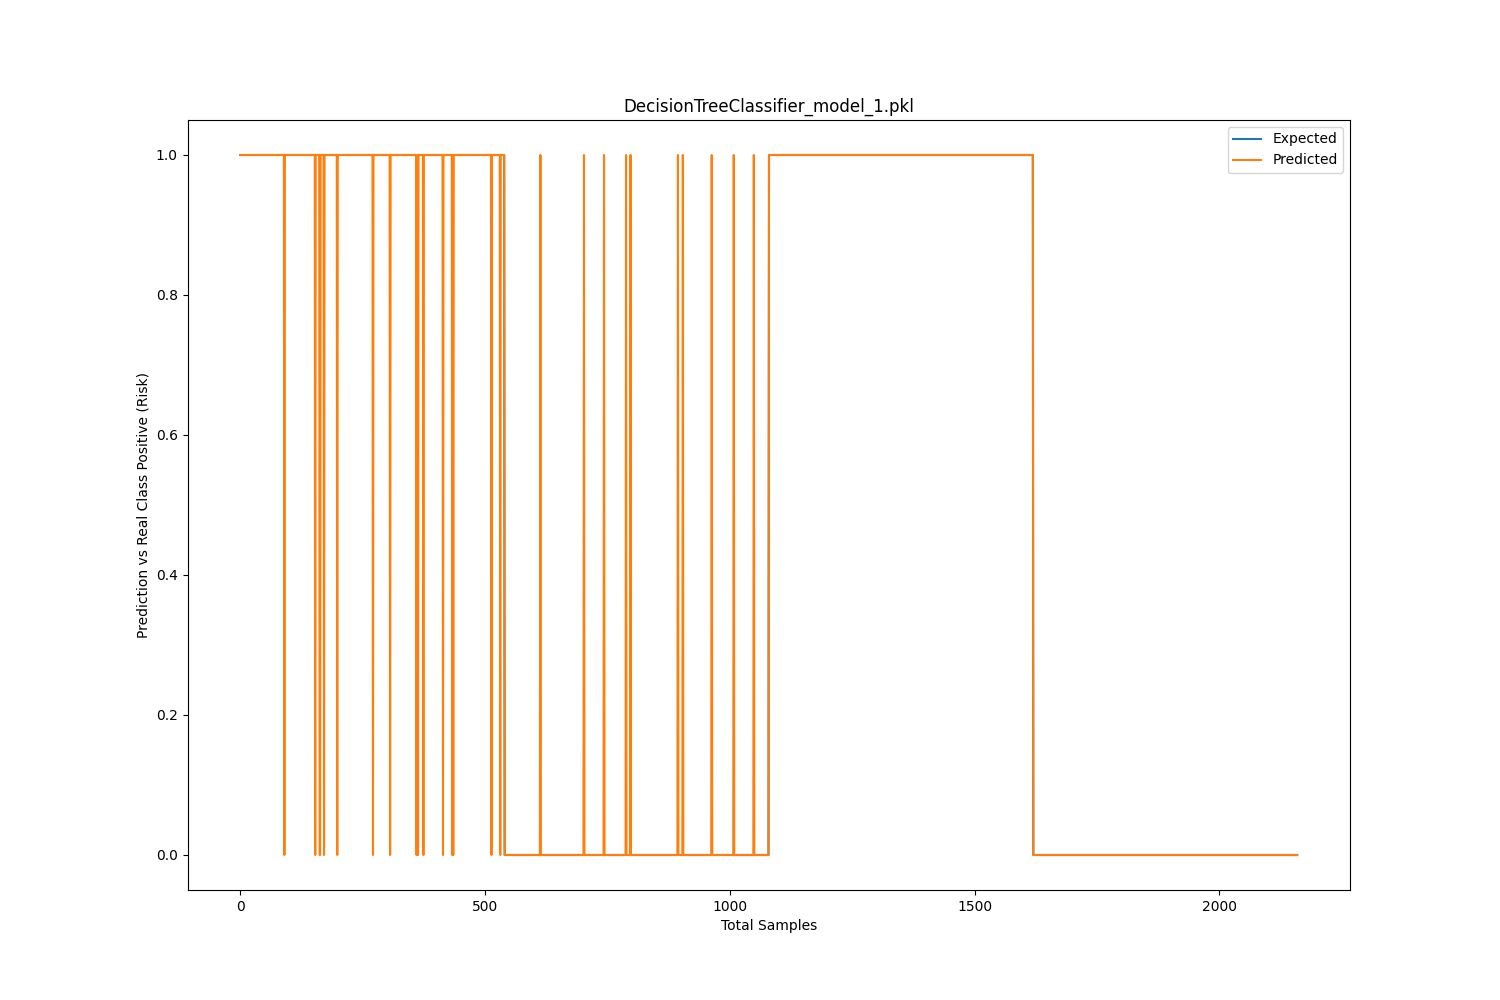 DecisionTreeClassifier_model_1.pkl
Expected
Predicted
1.0
0.8
0.6
0.4
0.2
0.0
Prediction vs Real Class Positive (Risk)
0
500
1000
1500
2000
Total Samples